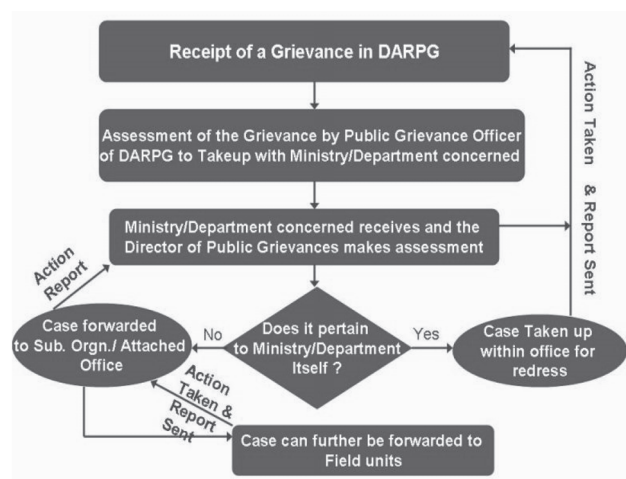 Receipt of a Grievance in DARPG
Assessment of the Grievance by Public Grievance Officer
of DARPG to Takeup with Ministry/Department concerned
Ministry/Department concerned receives and the
Director of Public Grievances makes assessment
Action Taken & Report Sent
Action
Report
Case forwarded
to Sub. Orgn./ Attached
Office
No
Does it pertain
to Ministry/Department
Itself ?
Yes
Case Taken up
within office for
redress
Action
Taken &
Report
Sent
Case can further be forwarded to
Field units